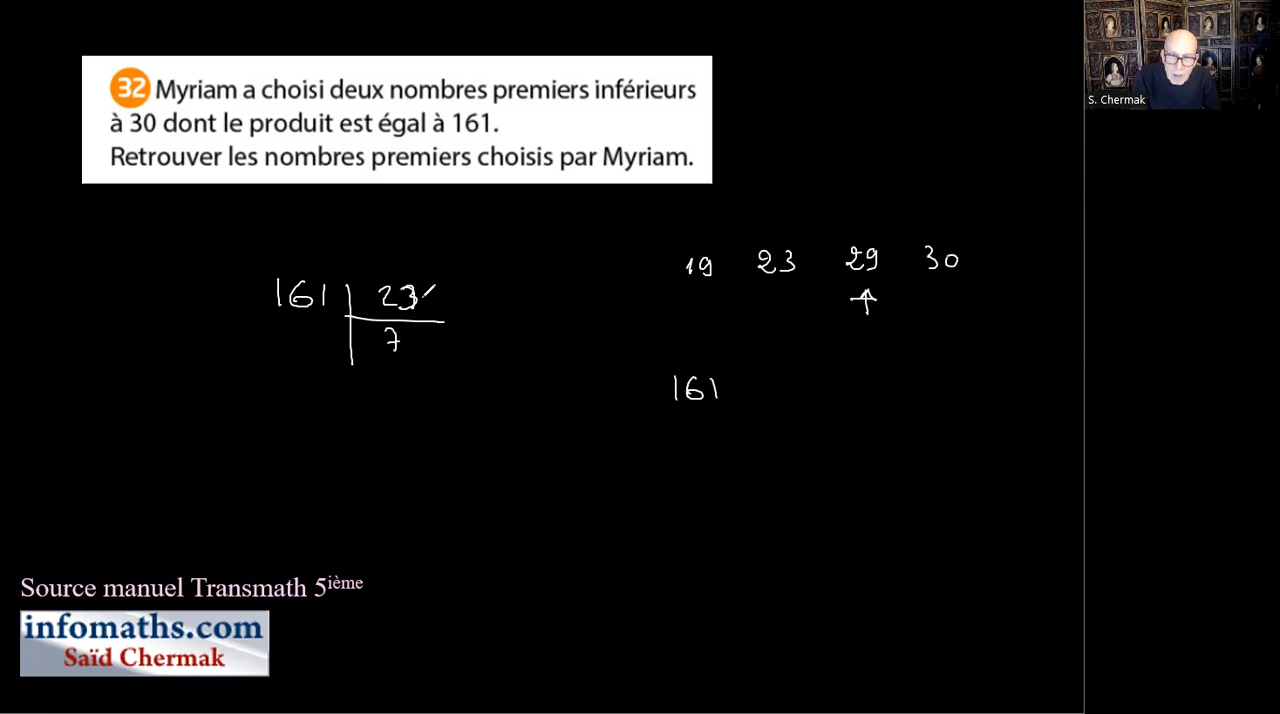 32 Myriam a choisi deux nombres premiers inférieurs
à 30 dont le produit est égal à 161.
Retrouver les nombres premiers choisis par Myriam.
19 23 29 30
161 23
7
161
Source manuel Transmath 5ième
infomaths.com
Saïd Chermak
S. Chermak